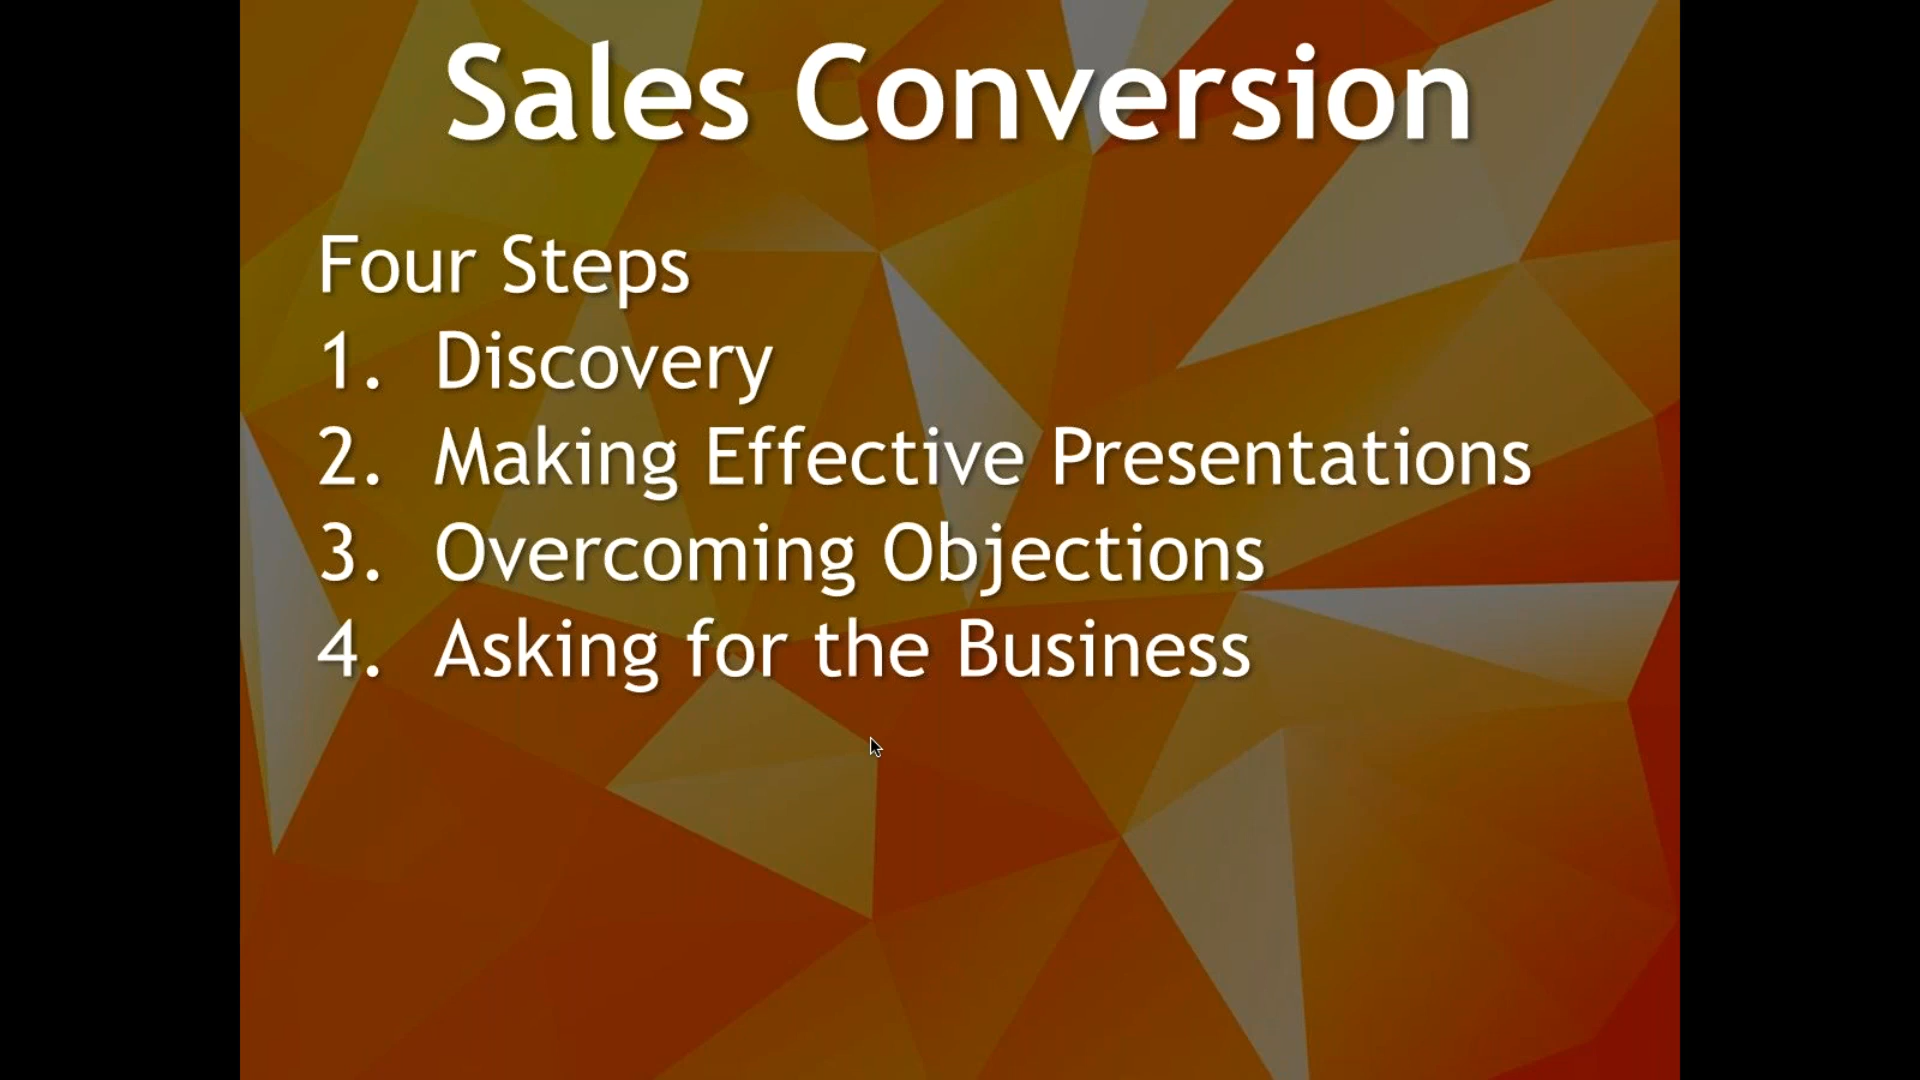 Sales Conversion
Four Steps
1. Discovery
2. Making Effective Presentations
3. Overcoming Objections
4. Asking for the Business